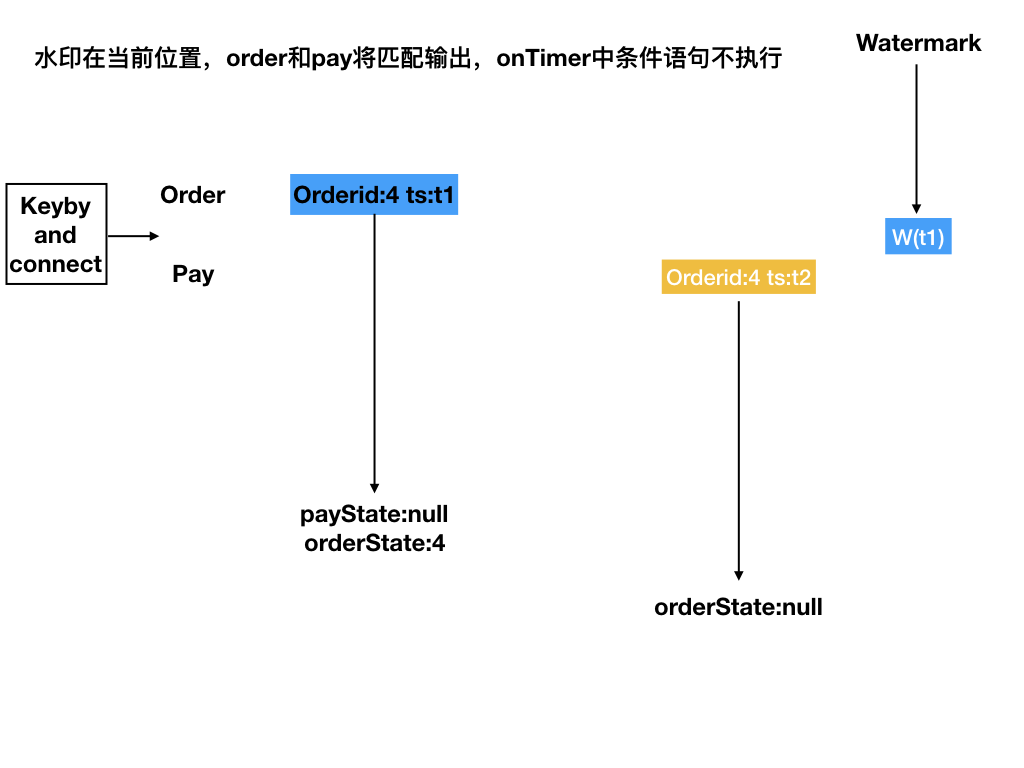 水印在当前位置，order和pay将匹配输出，onTimer中条件语句不执行
Watermark
Keyby
and
connect
Order
Pay
Orderid:4 ts:t1
W(t1)
Orderid:4 ts:t2
payState:null
orderState:4
orderState:null